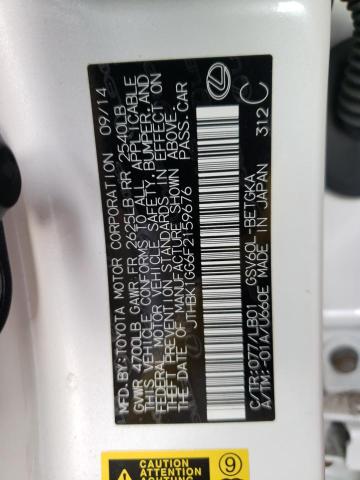 MFD.BY:TOYOTA MOTOR CORPORATION 09/14
GVWR 4700LB GAWR-FR 2625LB RR 2540LB
THIS VEHICLE CONFORMS TO ALL APPLICABLE
FEDERAL MOTOR VEHICLE SAFETY, BUMPER, AND
THEFT PREVENTION STANDARDS IN EFFECT ON
THE DATE OF MANUFACTURE SHOWN ABOVE.
JTHBK1GG6F2159676 PASS.CAR
C/TR:077/LB01 GSV60L-BETGKA
A/TM:-01A/U660E MADE IN JAPAN 312 C
CAUTION
ACHTUNG
ATTENTION
9